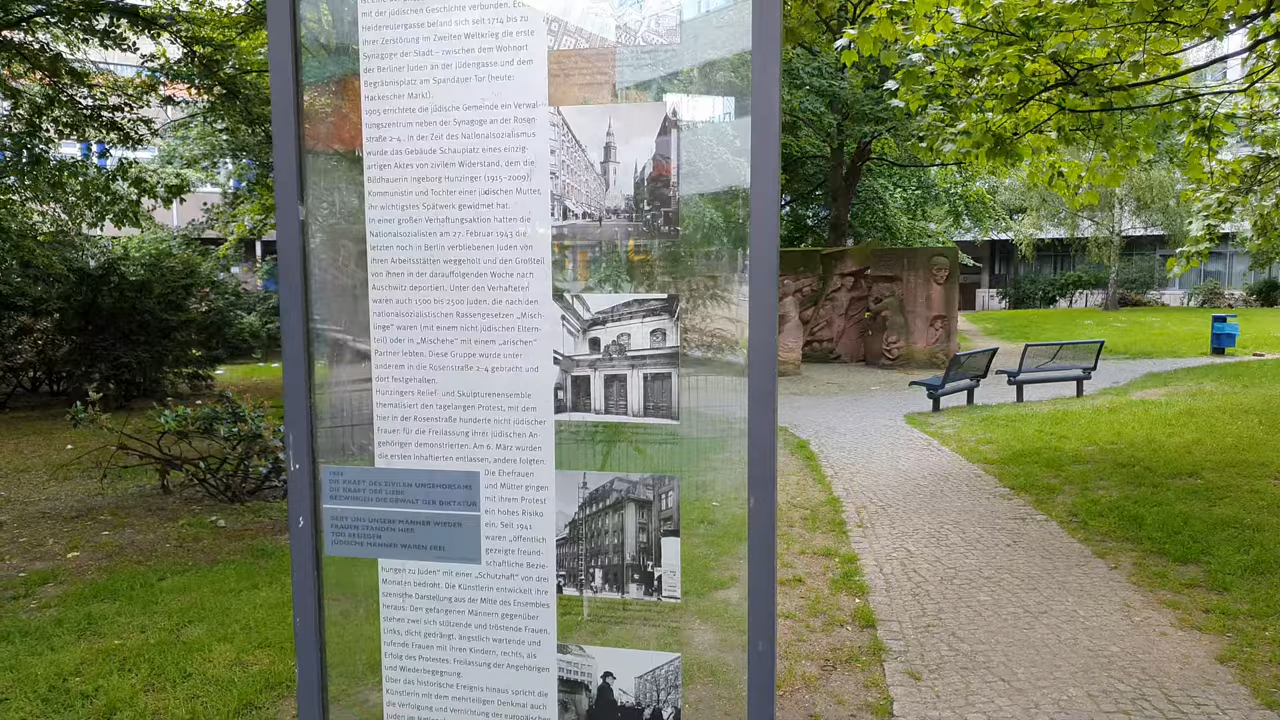 mit der jüdischen Geschichte verbunden. Ecke
Heidereutergasse befand sich seit 1714 bis zu
ihrer Zerstörung im Zweiten Weltkrieg die erste
Synagoge der Stadt – zwischen dem Wohnort
der Berliner Juden an der Jüdengasse und dem
Begräbnisplatz am Spandauer Tor (heute:
Hackescher Markt).
1905 errichtete die jüdische Gemeinde ein Verwal-
tungszentrum neben der Synagoge an der Rosen-
straße 2-4. In der Zeit des Nationalsozialismus
wurde das Gebäude Schauplatz eines einzig-
artigen Aktes von zivilem Widerstand, dem die
Bildhauerin Ingeborg Hunzinger (1915–2009),
Kommunistin und Tochter einer jüdischen Mutter,
ihr wichtigstes Spätwerk gewidmet hat.
In einer großen Verhaftungsaktion hatten die
Nationalsozialisten am 27. Februar 1943 die
letzten noch in Berlin verbliebenen Juden von
ihren Arbeitsstätten weggeholt und den Großteil
von ihnen in der darauffolgenden Woche nach
Auschwitz deportiert. Unter den Verhafteten
waren auch 1500 bis 2500 Juden, die nach den
nationalsozialistischen Rassengesetzen „Misch-
linge" waren (mit einem nicht jüdischen Eltern-
teil) oder in „Mischehe" mit einem „arischen"
Partner lebten. Diese Gruppe wurde unter
anderem in die Rosenstraße 2-4 gebracht und
dort festgehalten.
Hunzingers Relief- und Skulpturenensemble
thematisiert den tagelangen Protest, mit dem
hier in der Rosenstraße hunderte nicht jüdischer
Frauen für die Freilassung ihrer jüdischen An-
gehörigen demonstrierten. Am 6. März wurden
die ersten Inhaftierten entlassen, andere folgten.
Die Ehefrauen
und Mütter gingen
mit ihrem Protest
ein hohes Risiko
ein. Seit 1941
waren „öffentlich
gezeigte freund-
schaftliche Bezie-
hungen zu Juden" mit einer „Schutzhaft" von drei
Monaten bedroht. Die Künstlerin entwickelt ihre
szenische Darstellung aus der Mitte des Ensembles
heraus: Den gefangenen Männern gegenüber
stehen zwei sich stützende und tröstende Frauen.
Links, dicht gedrängt, ängstlich wartende und
rufende Frauen mit ihren Kindern, rechts, als
Erfolg des Protestes: Freilassung der Angehörigen
und Wiederbegegnung.
Über das historische Ereignis hinaus spricht die
Künstlerin mit dem mehrteiligen Denkmal auch
die Verfolgung und Vernichtung der europäischen
DIE KRAFT DES ZIVILEN UNGEHORSAMS
DIE KRAFT DER LIEBE
BEZWINGEN DIE GEWALT DER DIKTATUR
GEBT UNS UNSERE MÄNNER WIEDER
FRAUEN STANDEN HIER
TOD BESIEGEN
JÜDISCHE MÄNNER WAREN FREI